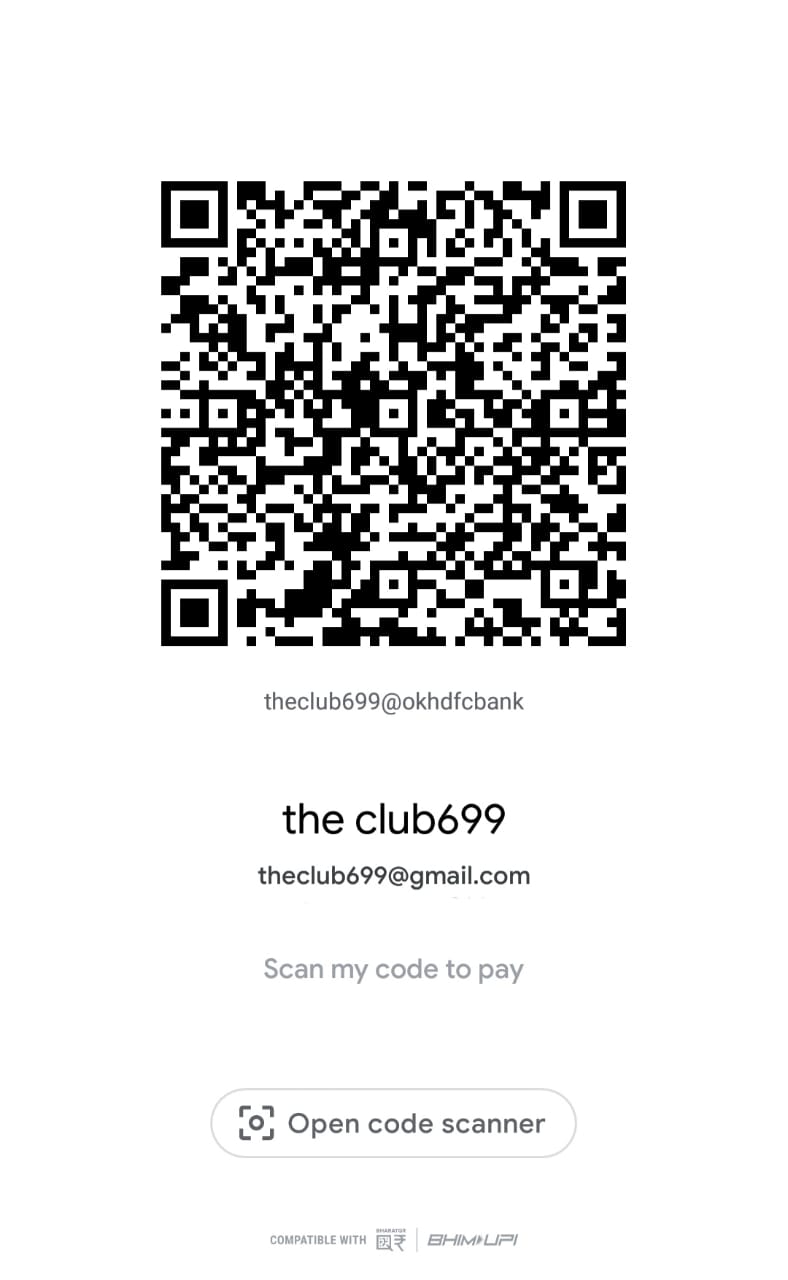 theclub699@okhdfcbank
the club699
theclub699@gmail.com
Scan my code to pay
Open code scanner
COMPATIBLE WITH BHARATQR BHIM UPI